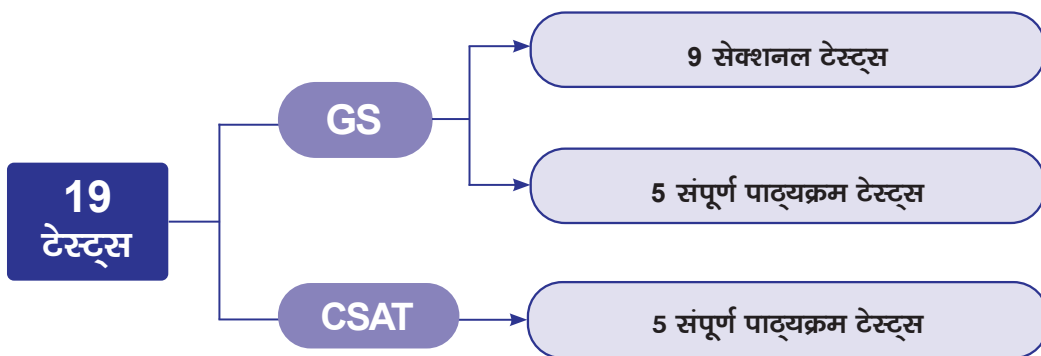 19
टेस्ट्स
GS
9 सेक्शनल टेस्ट्स
5 संपूर्ण पाठ्यक्रम टेस्ट्स
CSAT
5 संपूर्ण पाठ्यक्रम टेस्ट्स